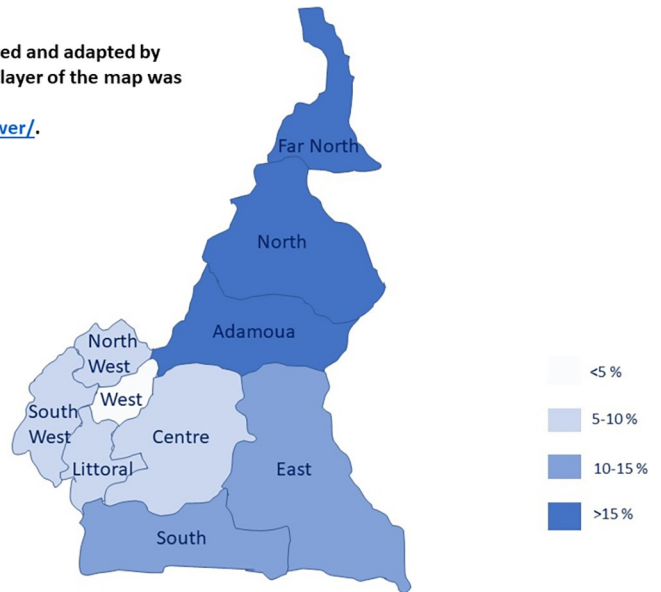 ed and adapted by
layer of the map was
ver/.
Far North
North
Adamoua
North
West
West
South
West
Centre
Littoral
East
South
<5 %
5-10 %
10-15 %
>15 %